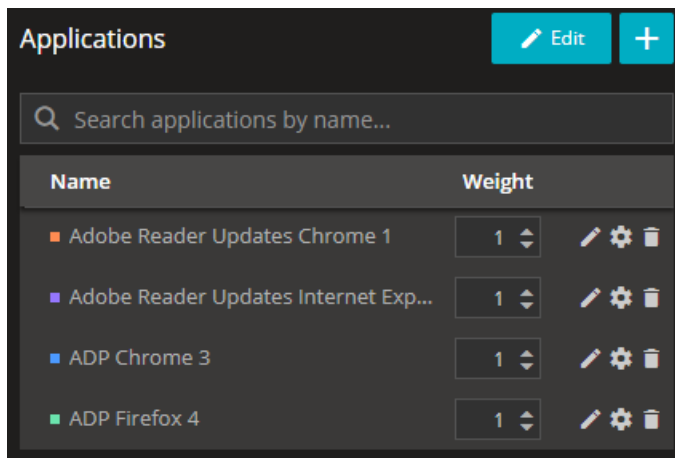 Applications
Edit
Search applications by name...
Name Weight
Adobe Reader Updates Chrome 1 1
Adobe Reader Updates Internet Exp... 1
ADP Chrome 3 1
ADP Firefox 4 1